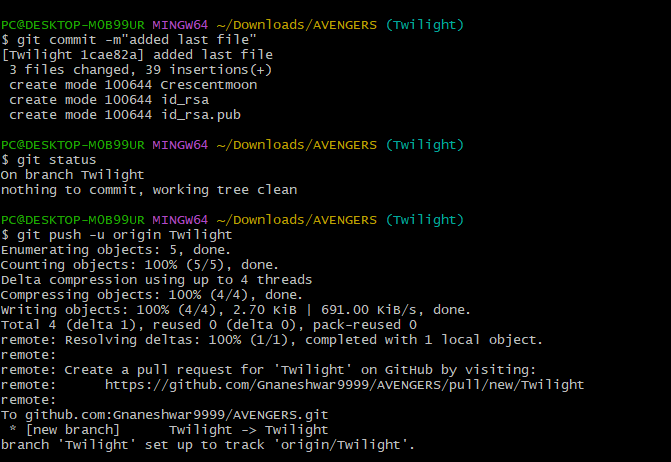 PC@DESKTOP-M0B99UR MINGW64 ~/Downloads/AVENGERS (Twilight)
$ git commit -m"added last file"
[Twilight 1cae82a] added last file
 3 files changed, 39 insertions(+)
 create mode 100644 Crescentmoon
 create mode 100644 id_rsa
 create mode 100644 id_rsa.pub
PC@DESKTOP-M0B99UR MINGW64 ~/Downloads/AVENGERS (Twilight)
$ git status
On branch Twilight
nothing to commit, working tree clean
PC@DESKTOP-M0B99UR MINGW64 ~/Downloads/AVENGERS (Twilight)
$ git push -u origin Twilight
Enumerating objects: 5, done.
Counting objects: 100% (5/5), done.
Delta compression using up to 4 threads
Compressing objects: 100% (4/4), done.
Writing objects: 100% (4/4), 2.70 KiB | 691.00 KiB/s, done.
Total 4 (delta 1), reused 0 (delta 0), pack-reused 0
remote: Resolving deltas: 100% (1/1), completed with 1 local object.
remote:
remote: Create a pull request for 'Twilight' on GitHub by visiting:
remote:      https://github.com/Gnaneshwar9999/AVENGERS/pull/new/Twilight
remote:
To github.com:Gnaneshwar9999/AVENGERS.git
 * [new branch]      Twilight -> Twilight
branch 'Twilight' set up to track 'origin/Twilight'.